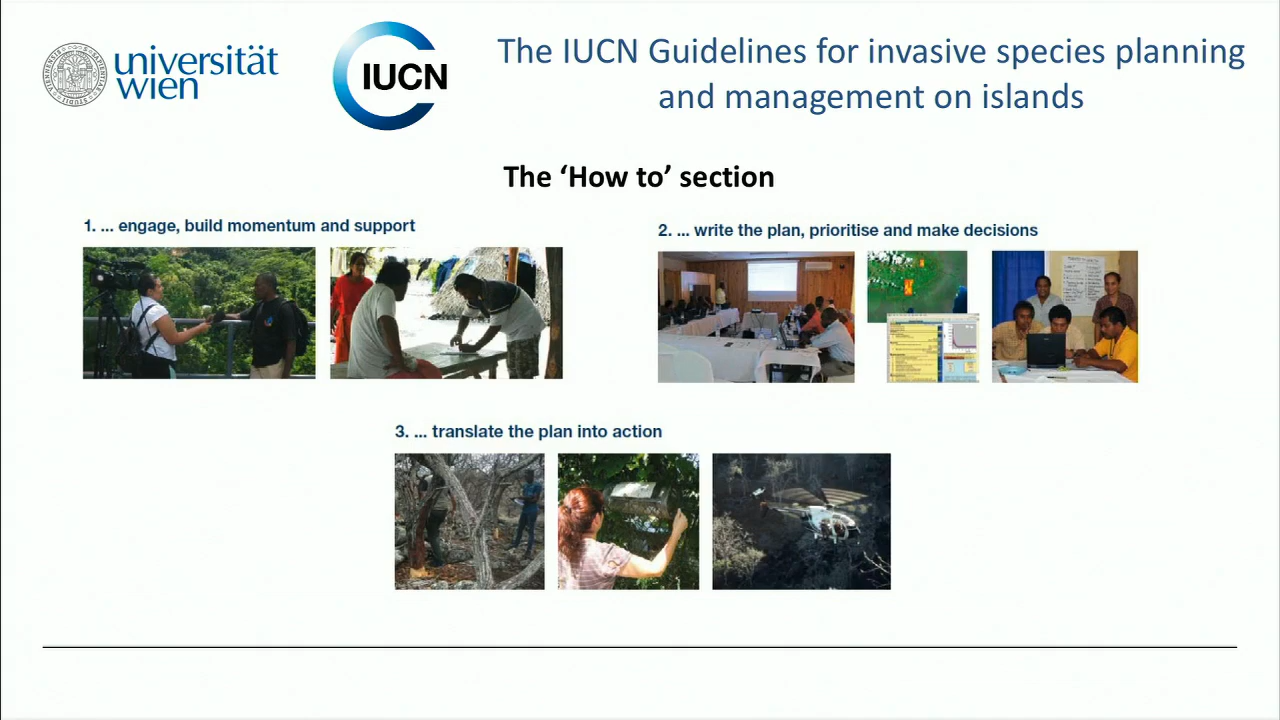 universität
wien
IUCN
The IUCN Guidelines for invasive species planning
and management on islands
The ‘How to’ section
1. ... engage, build momentum and support
2. ... write the plan, prioritise and make decisions
3. ... translate the plan into action